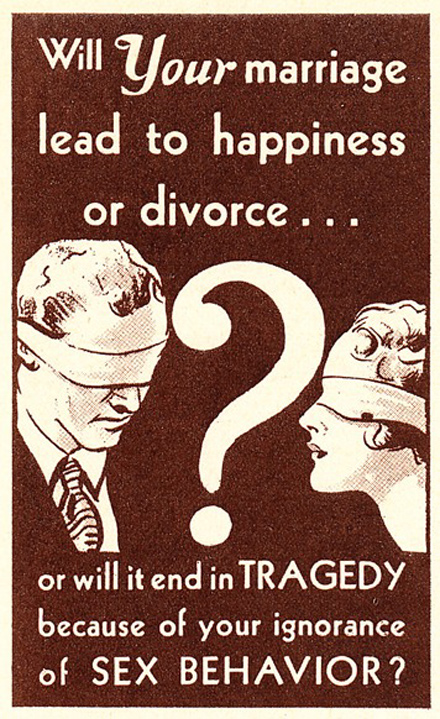 Will Your marriage
lead to happiness
or divorce...
?
or will it end in TRAGEDY
because of your ignorance
of SEX BEHAVIOR?